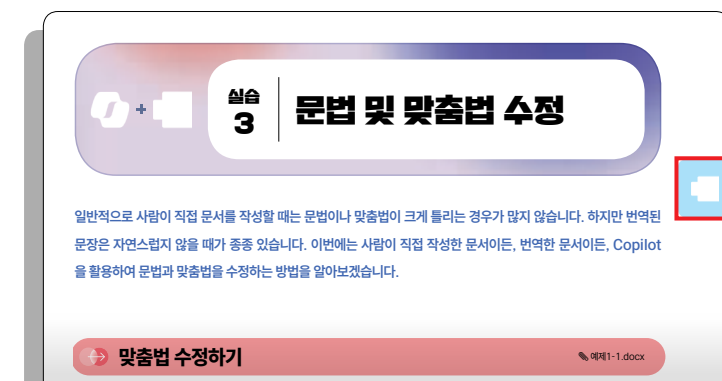 실습
3
문법 및 맞춤법 수정
일반적으로 사람이 직접 문서를 작성할 때는 문법이나 맞춤법이 크게 틀리는 경우가 많지 않습니다. 하지만 번역된
문장은 자연스럽지 않을 때가 종종 있습니다. 이번에는 사람이 직접 작성한 문서이든, 번역한 문서이든, Copilot
을 활용하여 문법과 맞춤법을 수정하는 방법을 알아보겠습니다.
맞춤법 수정하기
예제1-1.docx